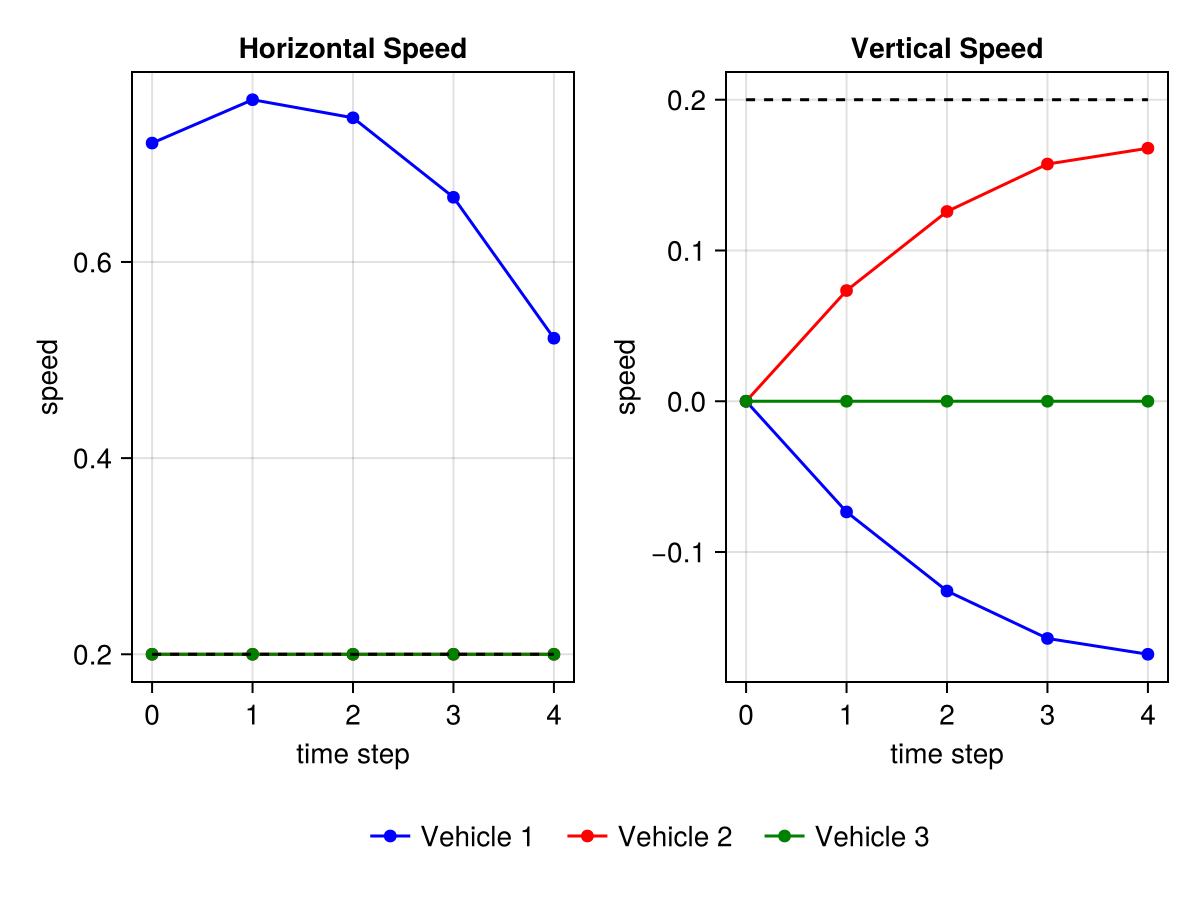 Horizontal Speed
speed
0.6
0.4
0.2
0 1 2 3 4
time step
Vertical Speed
speed
0.2
0.1
0.0
−0.1
0 1 2 3 4
time step
Vehicle 1 Vehicle 2 Vehicle 3